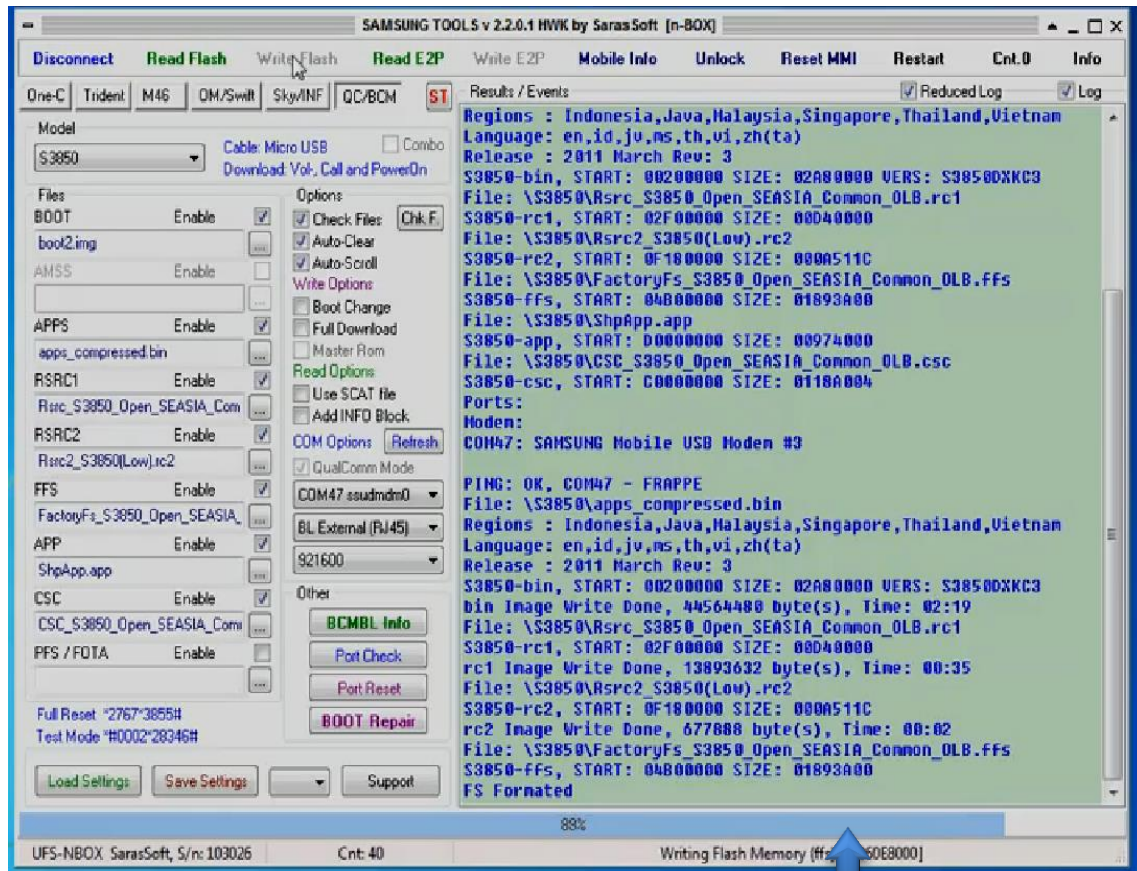 SAMSUNG TOOLS v 2.2.0.1 HWK by SarasSoft [n-BOX]
Disconnect Read Flash Write Flash Read E2P Write E2P Mobile Info Unlock Reset MMI Restart Cnt.0 Info
One-C Trident M46 OM/Swift Sky/INF QC/BCM ST
Results / Events Reduced Log Log
Model
S3850
Cable: Micro USB Combo
Download: Vol-, Call and PowerOn
Files
BOOT Enable
boot2.img
AMSS Enable
APPS Enable
apps_compressed.bin
RSRC1 Enable
Rsrc_S3850_Open_SEASIA_Com
RSRC2 Enable
Rsrc2_S3850(Low).rc2
FFS Enable
FactoryFs_S3850_Open_SEASIA_
APP Enable
ShpApp.app
CSC Enable
CSC_S3850_Open_SEASIA_Com
PFS / FOTA Enable
Full Reset *2767*3855#
Test Mode *#0002*28346#
Options
Check Files Chk F.
Auto-Clear
Auto-Scroll
Write Options
Boot Change
Full Download
Master Rom
Read Options
Use SCAT file
Add INFO Block
COM Options Refresh
QualComm Mode
COM47 ssudmdm0
BL External (RJ45)
921600
Other
BCMBL Info
Port Check
Port Reset
BOOT Repair
Load Settings Save Settings Support
Regions : Indonesia,Java,Malaysia,Singapore,Thailand,Vietnam
Language: en,id,jv,ms,th,vi,zh(ta)
Release : 2011 March Rev: 3
S3850-bin, START: 00200000 SIZE: 02A80000 VERS: S3850DXKC3
File: \S3850\Rsrc_S3850_Open_SEASIA_Common_OLB.rc1
S3850-rc1, START: 02F00000 SIZE: 00D40000
File: \S3850\Rsrc2_S3850(Low).rc2
S3850-rc2, START: 0F180000 SIZE: 000A511C
File: \S3850\FactoryFs_S3850_Open_SEASIA_Common_OLB.ffs
S3850-ffs, START: 04B00000 SIZE: 01893A00
File: \S3850\ShpApp.app
S3850-app, START: D0000000 SIZE: 00974000
File: \S3850\CSC_S3850_Open_SEASIA_Common_OLB.csc
S3850-csc, START: C0000000 SIZE: 0118A004
Ports:
Modem:
COM47: SAMSUNG Mobile USB Modem #3
PING: OK, COM47 - FRAPPE
File: \S3850\apps_compressed.bin
Regions : Indonesia,Java,Malaysia,Singapore,Thailand,Vietnam
Language: en,id,jv,ms,th,vi,zh(ta)
Release : 2011 March Rev: 3
S3850-bin, START: 00200000 SIZE: 02A80000 VERS: S3850DXKC3
bin Image Write Done, 44564480 byte(s), Time: 02:19
File: \S3850\Rsrc_S3850_Open_SEASIA_Common_OLB.rc1
S3850-rc1, START: 02F00000 SIZE: 00D40000
rc1 Image Write Done, 13893632 byte(s), Time: 00:35
File: \S3850\Rsrc2_S3850(Low).rc2
S3850-rc2, START: 0F180000 SIZE: 000A511C
rc2 Image Write Done, 677888 byte(s), Time: 00:02
File: \S3850\FactoryFs_S3850_Open_SEASIA_Common_OLB.ffs
S3850-ffs, START: 04B00000 SIZE: 01893A00
FS Formated
UFS-NBOX SarasSoft, S/n: 103026 Cnt: 40 Writing Flash Memory (ffs 60E8000]